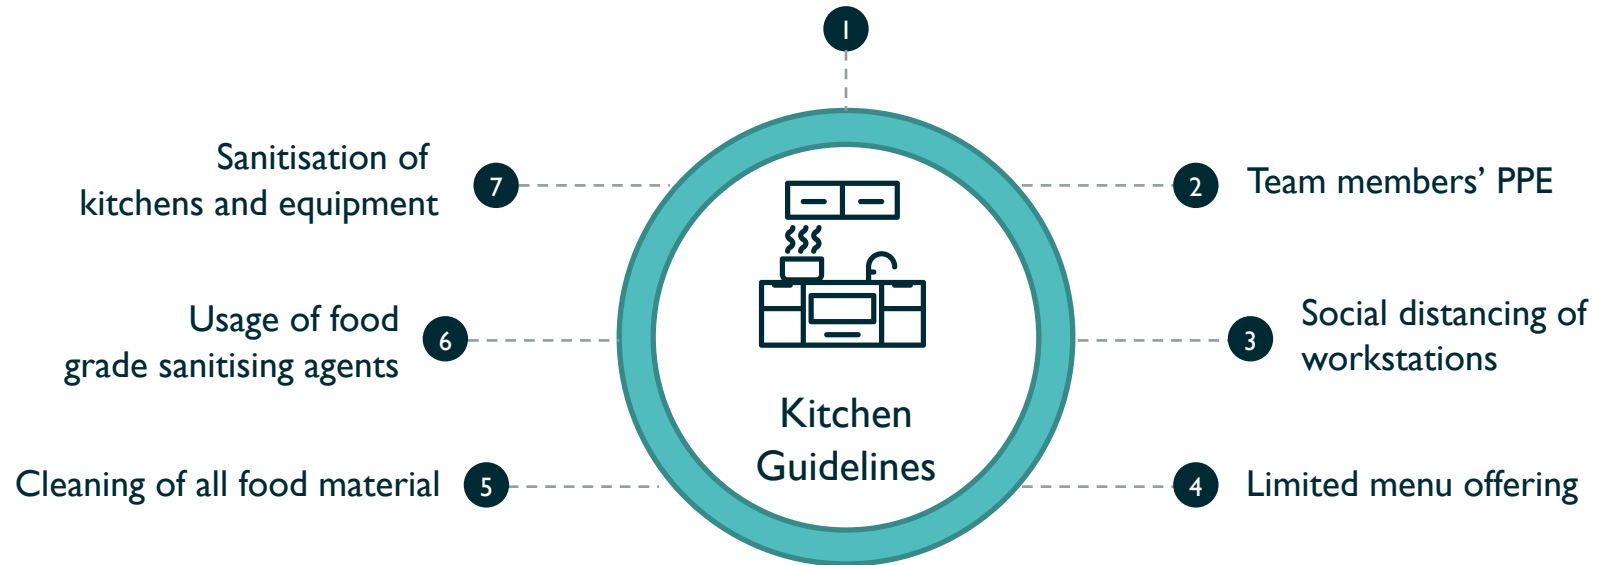 1
2
Team members’ PPE
3
Social distancing of
workstations
4
Limited menu offering
5
Cleaning of all food material
6
Usage of food
grade sanitising agents
7
Sanitisation of
kitchens and equipment
Kitchen
Guidelines